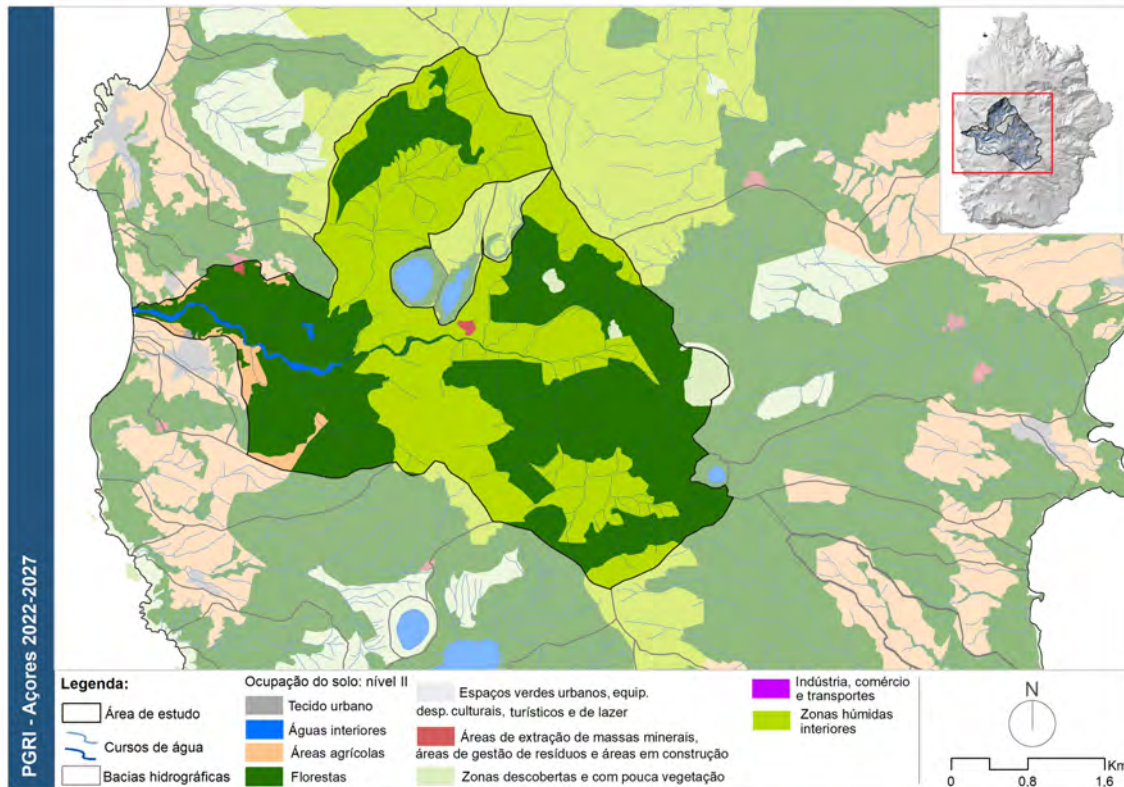 PGRI - Açores 2022-2027
Legenda:
Área de estudo
Cursos de água
Bacias hidrográficas
Ocupação do solo: nível II
Tecido urbano
Águas interiores
Áreas agrícolas
Florestas
Espaços verdes urbanos, equip.
desp. culturais, turísticos e de lazer
Áreas de extração de massas minerais,
áreas de gestão de resíduos e áreas em construção
Zonas descobertas e com pouca vegetação
Indústria, comércio
e transportes
Zonas húmidas
interiores
N
Km
0 0,8 1,6